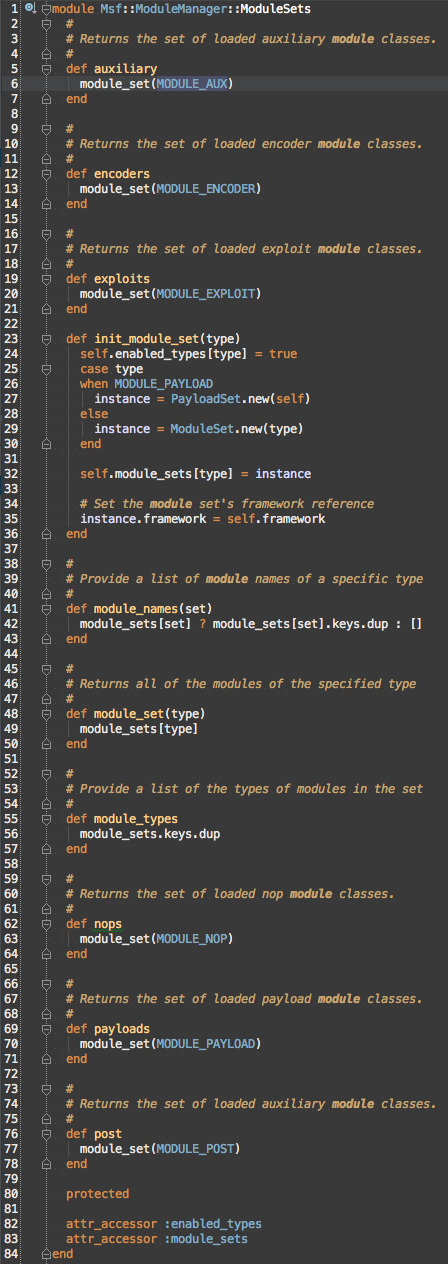 1 module Msf::ModuleManager::ModuleSets
2 #
3 # Returns the set of loaded auxiliary module classes.
4 #
5 def auxiliary
6 module_set(MODULE_AUX)
7 end
8
9 #
10 # Returns the set of loaded encoder module classes.
11 #
12 def encoders
13 module_set(MODULE_ENCODER)
14 end
15
16 #
17 # Returns the set of loaded exploit module classes.
18 #
19 def exploits
20 module_set(MODULE_EXPLOIT)
21 end
22
23 def init_module_set(type)
24 self.enabled_types[type] = true
25 case type
26 when MODULE_PAYLOAD
27 instance = PayloadSet.new(self)
28 else
29 instance = ModuleSet.new(type)
30 end
31
32 self.module_sets[type] = instance
33
34 # Set the module set's framework reference
35 instance.framework = self.framework
36 end
37
38 #
39 # Provide a list of module names of a specific type
40 #
41 def module_names(set)
42 module_sets[set] ? module_sets[set].keys.dup : []
43 end
44
45 #
46 # Returns all of the modules of the specified type
47 #
48 def module_set(type)
49 module_sets[type]
50 end
51
52 #
53 # Provide a list of the types of modules in the set
54 #
55 def module_types
56 module_sets.keys.dup
57 end
58
59 #
60 # Returns the set of loaded nop module classes.
61 #
62 def nops
63 module_set(MODULE_NOP)
64 end
65
66 #
67 # Returns the set of loaded payload module classes.
68 #
69 def payloads
70 module_set(MODULE_PAYLOAD)
71 end
72
73 #
74 # Returns the set of loaded auxiliary module classes.
75 #
76 def post
77 module_set(MODULE_POST)
78 end
79
80 protected
81
82 attr_accessor :enabled_types
83 attr_accessor :module_sets
84 end